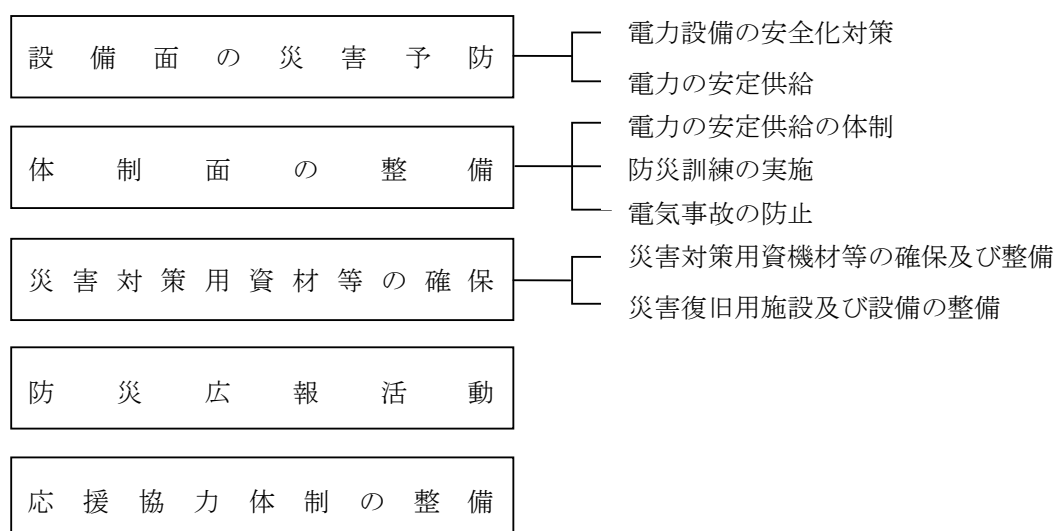 設備面の災害予防
電力設備の安全化対策
電力の安定供給
体制面の整備
電力の安定供給の体制
防災訓練の実施
電気事故の防止
災害対策用資材等の確保
災害対策用資機材等の確保及び整備
災害復旧用施設及び設備の整備
防災広報活動
応援協力体制の整備